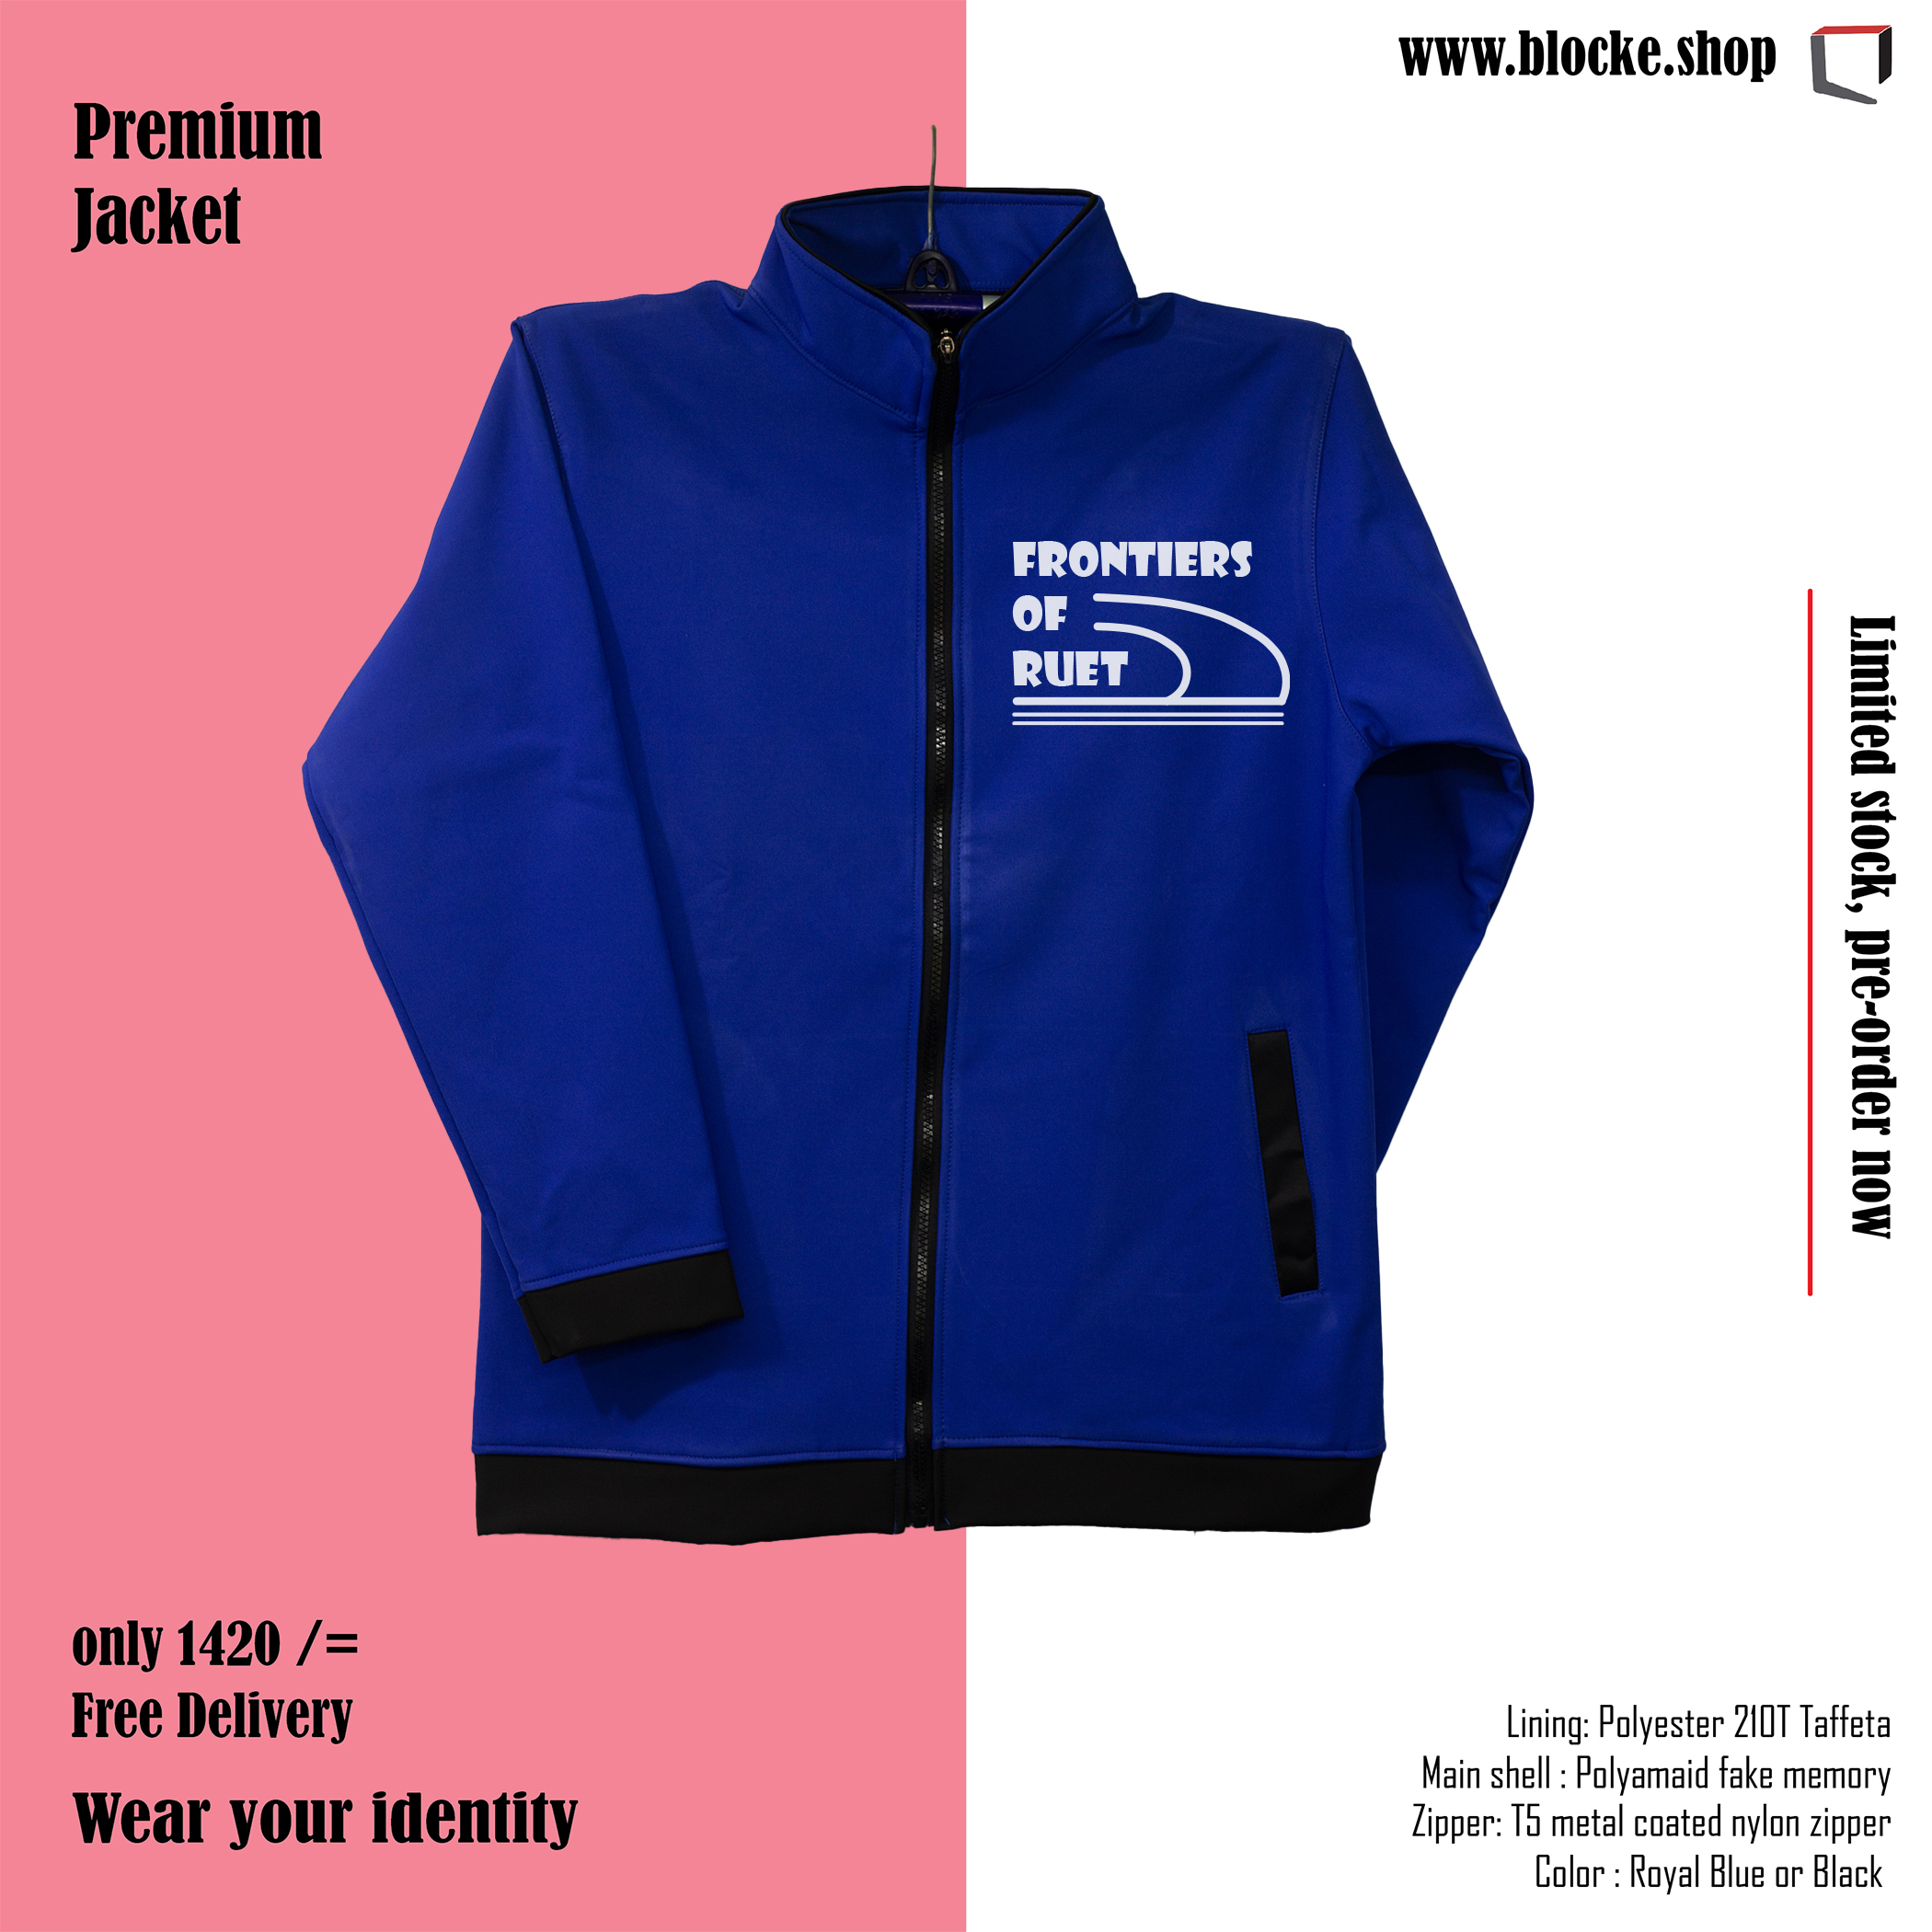 www.blocke.shop
Premium
Jacket
FRONTIERS
OF
RUET
Limited stock, pre-order now
only 1420 /=
Free Delivery
Wear your identity
Lining: Polyester 210T Taffeta
Main shell : Polyamaid fake memory
Zipper: T5 metal coated nylon zipper
Color : Royal Blue or Black